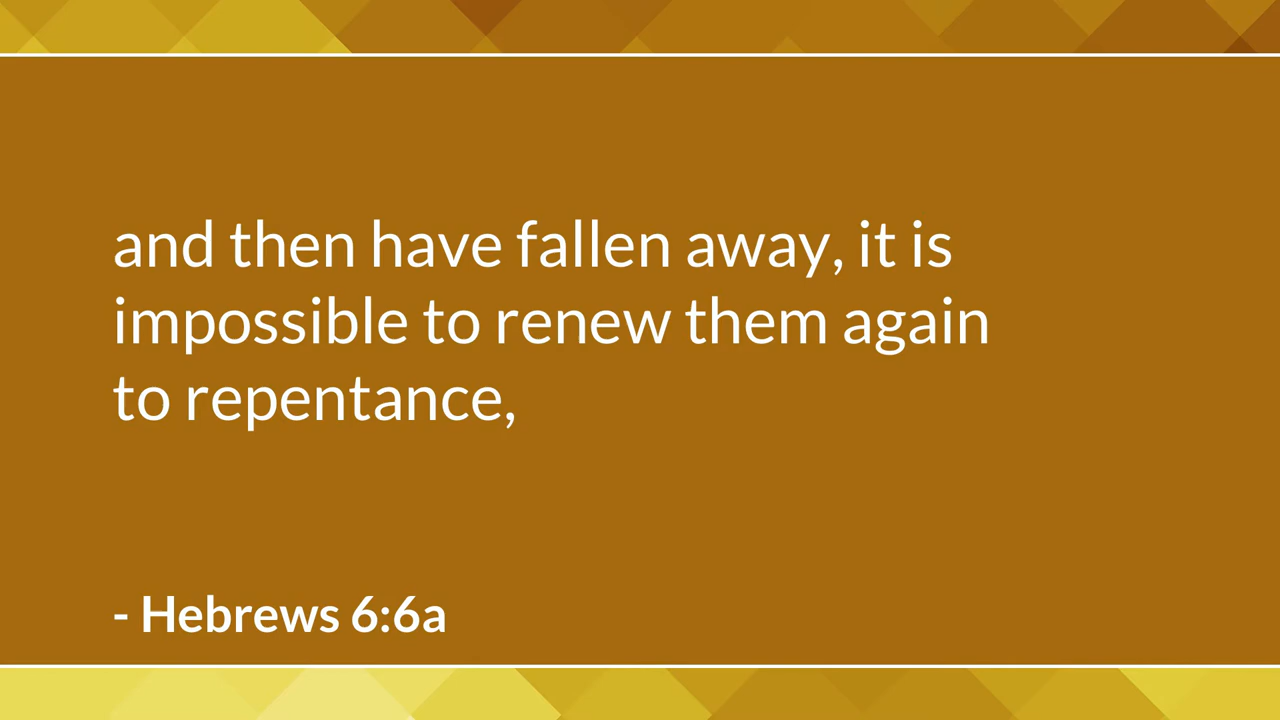 and then have fallen away, it is
impossible to renew them again
to repentance,
- Hebrews 6:6a